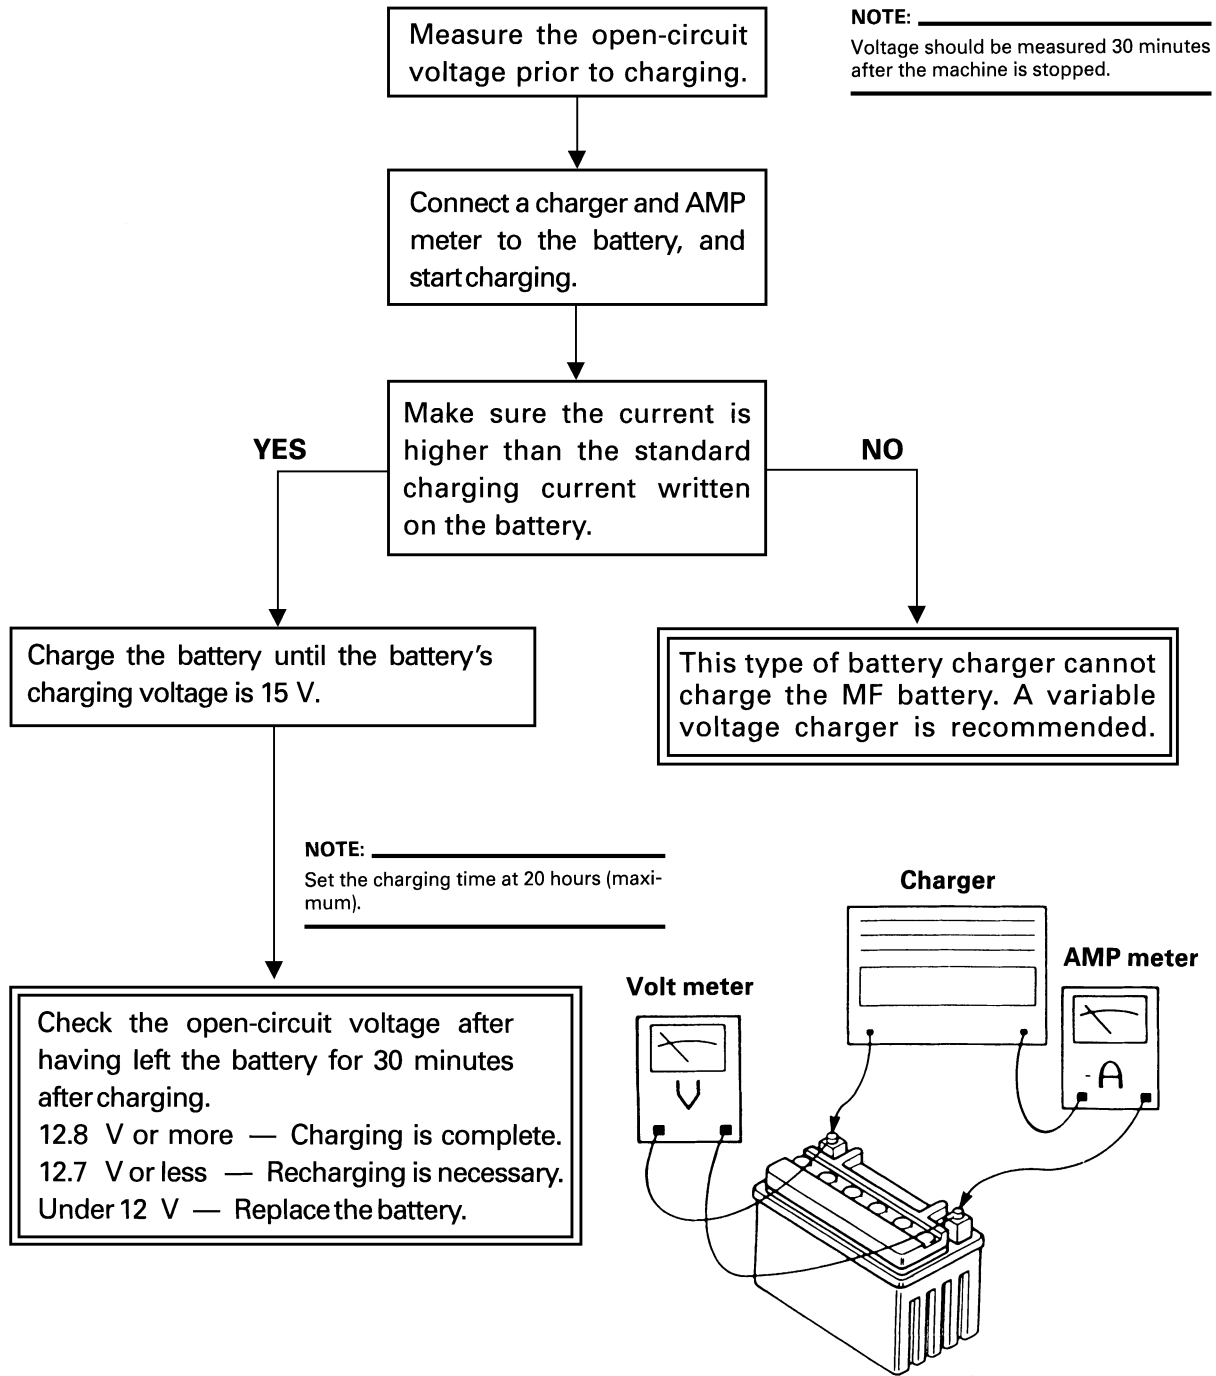 Measure the open-circuit
voltage prior to charging.
NOTE:
Voltage should be measured 30 minutes
after the machine is stopped.
Connect a charger and AMP
meter to the battery, and
start charging.
Make sure the current is
higher than the standard
charging current written
on the battery.
YES
NO
Charge the battery until the battery's
charging voltage is 15 V.
This type of battery charger cannot
charge the MF battery. A variable
voltage charger is recommended.
NOTE:
Set the charging time at 20 hours (maxi-
mum).
Check the open-circuit voltage after
having left the battery for 30 minutes
after charging.
12.8 V or more — Charging is complete.
12.7 V or less — Recharging is necessary.
Under 12 V — Replace the battery.
Charger
AMP meter
Volt meter
V
A